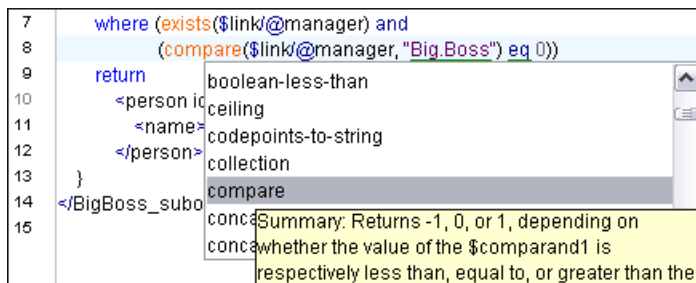 7 where (exists($link/@manager) and
8 (compare($link/@manager, "Big.Boss") eq 0))
9 return
10 <person id
11 <name>
12 </person>
13 }
14 </BigBoss_subo
15
boolean-less-than
ceiling
codepoints-to-string
collection
compare
conca
conca
Summary: Returns -1, 0, or 1, depending on
whether the value of the $comparand1 is
respectively less than, equal to, or greater than the